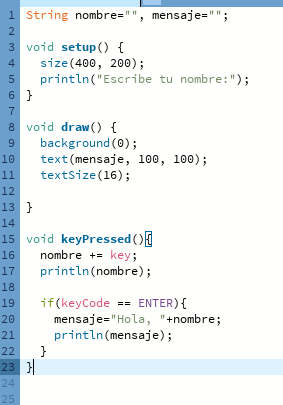 1 String nombre="", mensaje="";
2
3 void setup() {
4 size(400, 200);
5 println("Escribe tu nombre:");
6 }
7
8 void draw() {
9 background(0);
10 text(mensaje, 100, 100);
11 textSize(16);
12
13 }
14
15 void keyPressed(){
16 nombre += key;
17 println(nombre);
18
19 if(keyCode == ENTER){
20 mensaje="Hola, "+nombre;
21 println(mensaje);
22 }
23 }
24
25